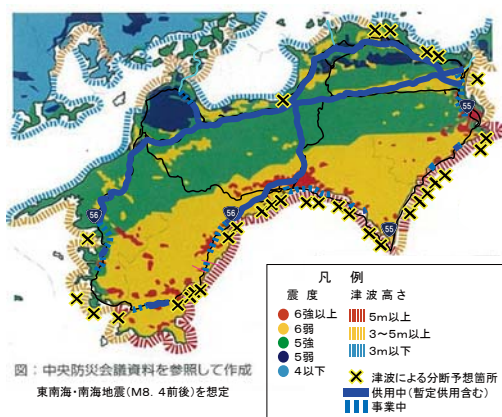 55
56
56
55
凡 例
震 度 津波高さ
6強以上 5m以上
6弱 3~5m以上
5強 3m以下
5弱
4以下
津波による分断予想箇所
供用中(暫定供用含む)
事業中
図:中央防災会議資料を参照して作成
東南海・南海地震(M8.4前後)を想定